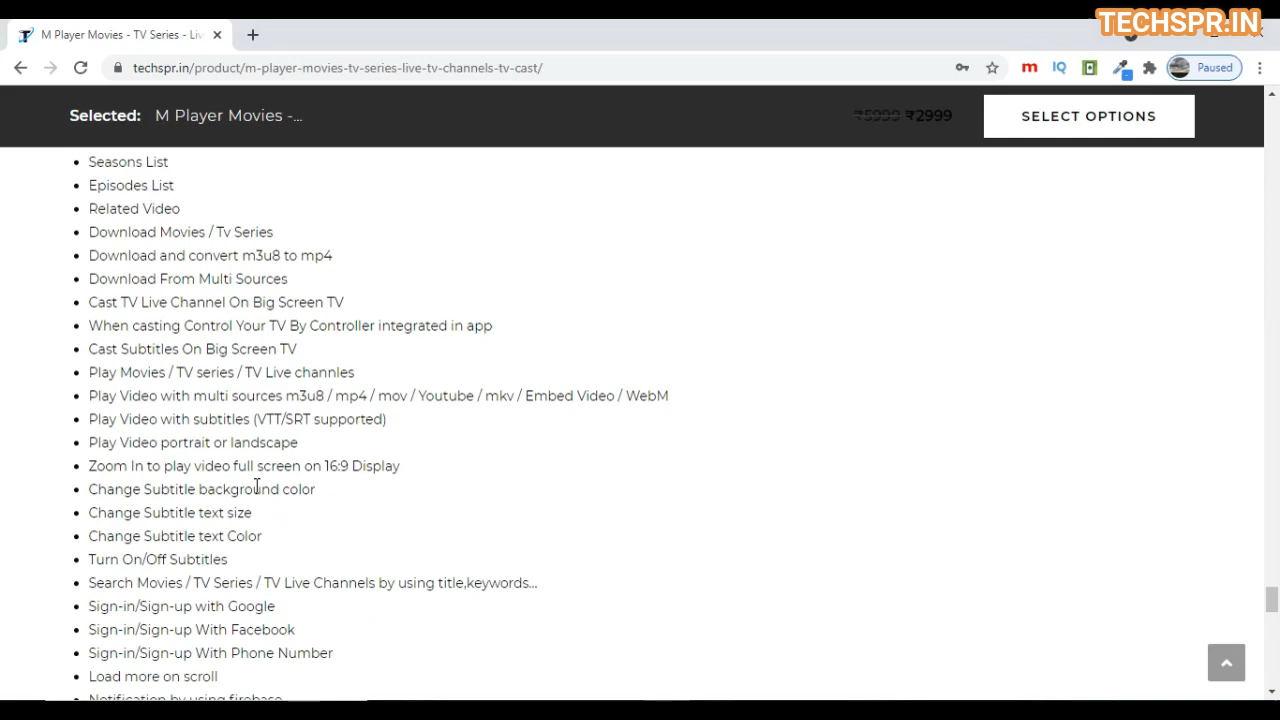 TECHSPR.IN
M Player Movies - TV Series - Liv
Paused
techspr.in/product/m-player-movies-tv-series-live-tv-channels-tv-cast/
Selected: M Player Movies -... ₹5999 ₹2999 SELECT OPTIONS
Seasons List
Episodes List
Related Video
Download Movies / Tv Series
Download and convert m3u8 to mp4
Download From Multi Sources
Cast TV Live Channel On Big Screen TV
When casting Control Your TV By Controller integrated in app
Cast Subtitles On Big Screen TV
Play Movies / TV series / TV Live channles
Play Video with multi sources m3u8 / mp4 / mov / Youtube / mkv / Embed Video / WebM
Play Video with subtitles (VTT/SRT supported)
Play Video portrait or landscape
Zoom In to play video full screen on 16:9 Display
Change Subtitle background color
Change Subtitle text size
Change Subtitle text Color
Turn On/Off Subtitles
Search Movies / TV Series / TV Live Channels by using title,keywords...
Sign-in/Sign-up with Google
Sign-in/Sign-up With Facebook
Sign-in/Sign-up With Phone Number
Load more on scroll
Notification by using firebase